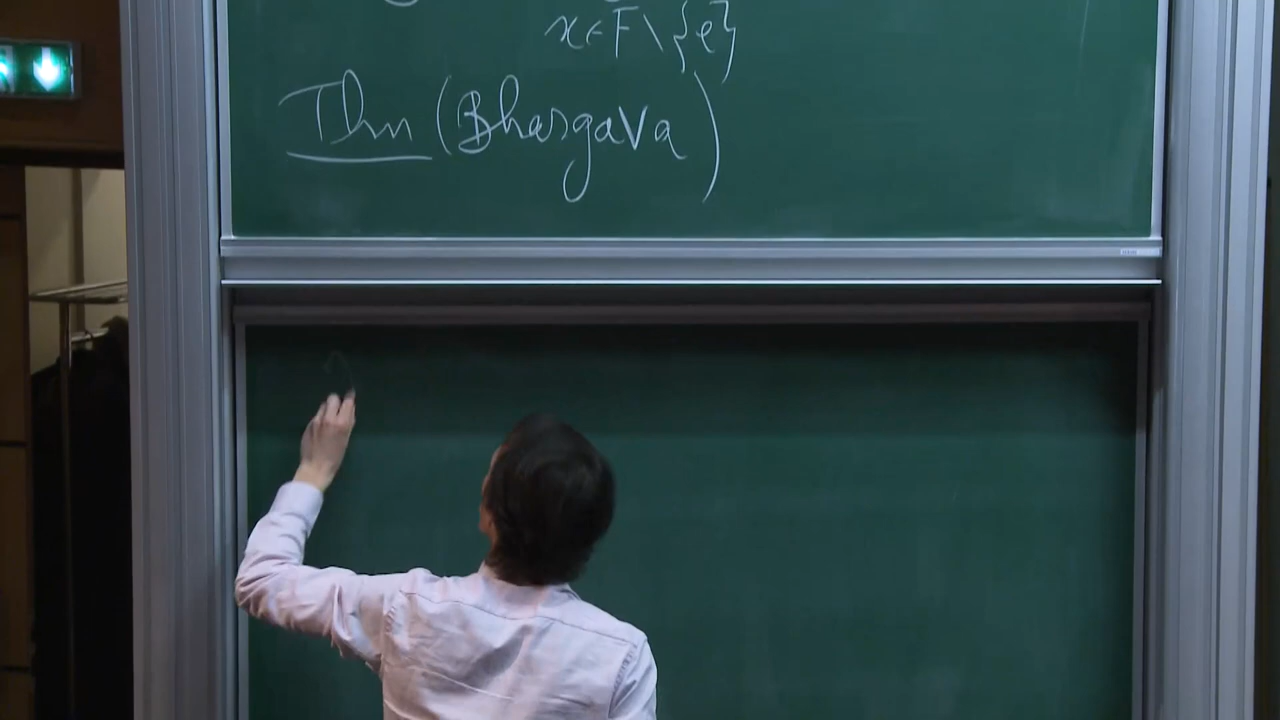 x ∈ F \ {e}
Thm (Bhargava)